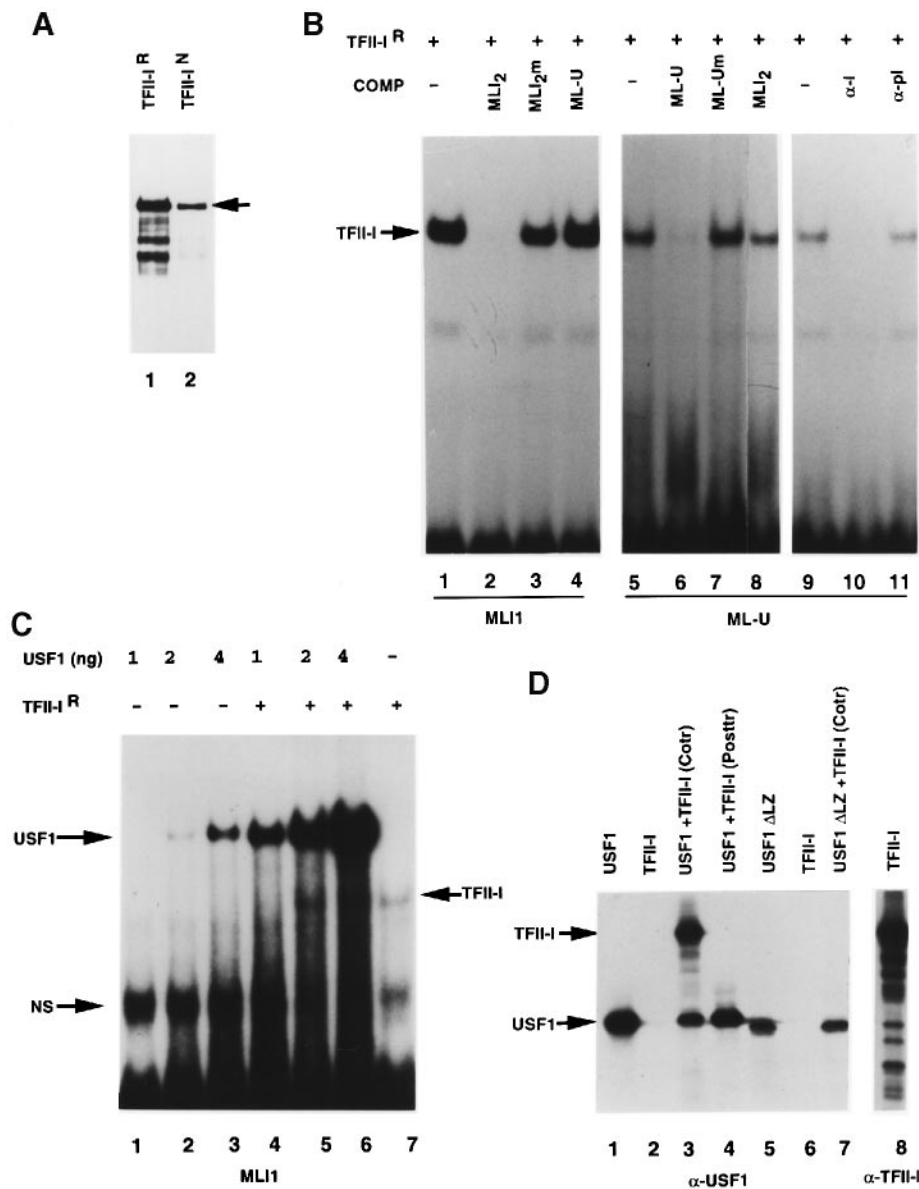 A
TFII-I R
TFII-I N
1 2
B
TFII-I R + + + + + + + + + + +
COMP – MLI2 MLI2m ML-U – ML-U ML-Um MLI2 – α-I α-pI
TFII-I
1 2 3 4 5 6 7 8 9 10 11
MLI1 ML-U
C
USF1 (ng) 1 2 4 1 2 4 –
TFII-I R – – – + + + +
USF1
TFII-I
NS
1 2 3 4 5 6 7
MLI1
D
USF1
TFII-I
USF1 +TFII-I (Cotr)
USF1 +TFII-I (Posttr)
USF1 ΔLZ
TFII-I
USF1 ΔLZ +TFII-I (Cotr)
TFII-I
TFII-I
USF1
1 2 3 4 5 6 7 8
α-USF1 α-TFII-I